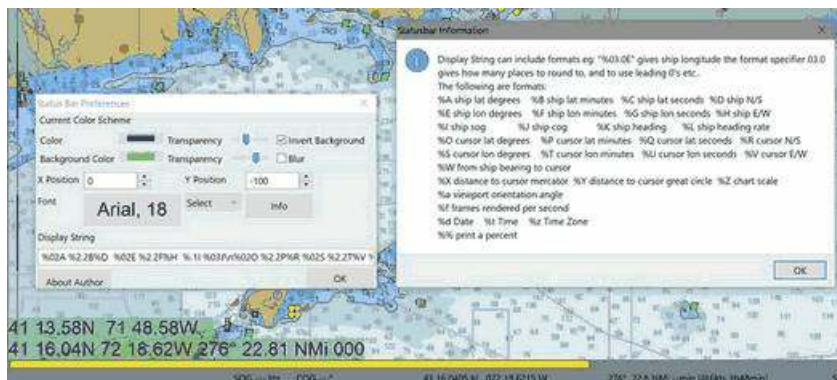 Status Bar Preferences
Current Color Scheme
Color Transparency Invert Background
Background Color Transparency Blur
X Position 0 Y Position -100
Font Arial, 18 Select Info
Display String
%02A %2.2B%D %02E %2.2F%H
About Author OK
Statusbar Information
Display String can include formats eg: "%03.0E" gives ship longitude the format specifier 03.0
gives how many places to round to, and to use leading 0's etc..
The following are formats:
%A ship lat degrees %B ship lat minutes %C ship lat seconds %D ship N/S
%E ship lon degrees %F ship lon minutes %G ship lon seconds %H ship E/W
%I ship sog %J ship cog %K ship heading %L ship heading rate
%O cursor lat degrees %P cursor lat minutes %Q cursor lat seconds %R cursor N/S
%S cursor lon degrees %T cursor lon minutes %U cursor lon seconds %V cursor E/W
%W from ship bearing to cursor
%X distance to cursor mercator %Y distance to cursor great circle %Z chart scale
%a viewport orientation angle
%f frames rendered per second
%d Date %t Time %z Time Zone
%% print a percent
OK
41 13.58N 71 48.58W
41 16.04N 72 18.62W 276° 22.81 NMi 000